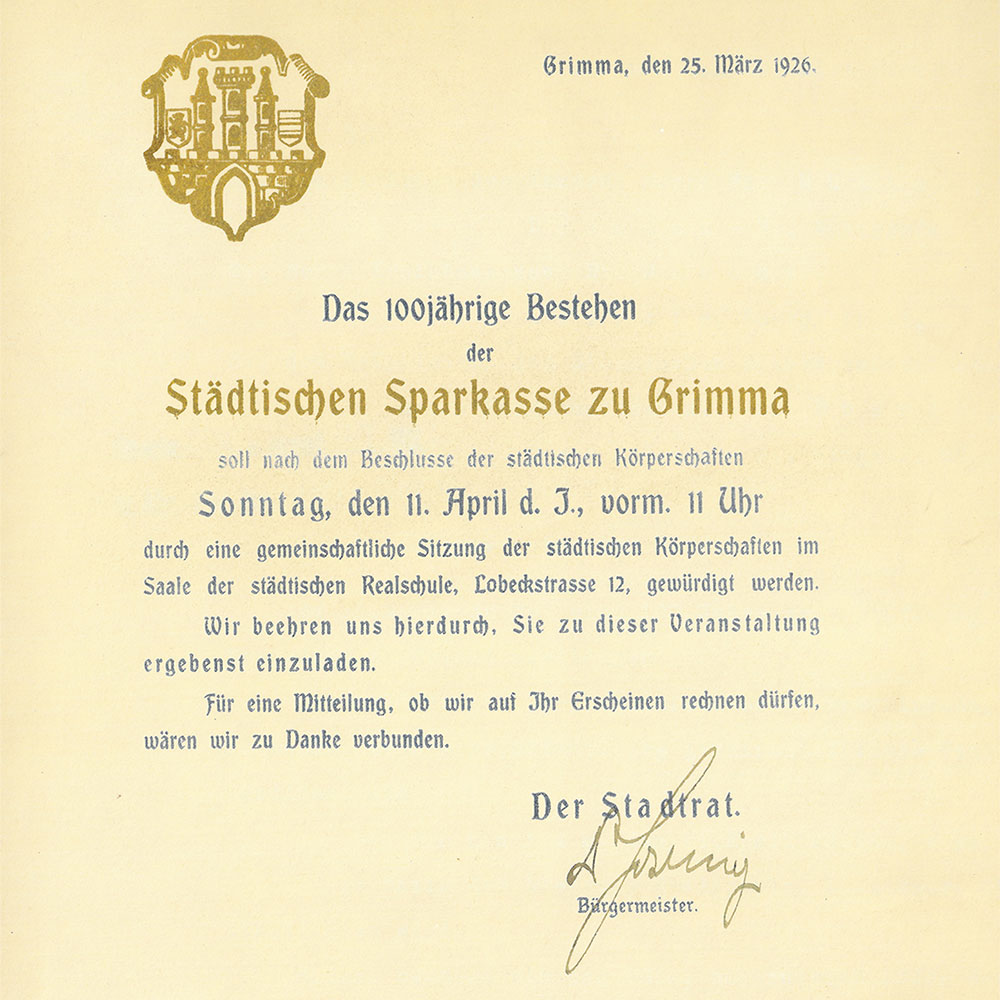 Grimma, den 25. März 1926.
Das 100jährige Bestehen
der
Städtischen Sparkasse zu Grimma
soll nach dem Beschlusse der städtischen Körperschaften
Sonntag, den 11. April d. J., vorm. 11 Uhr
durch eine gemeinschaftliche Sitzung der städtischen Körperschaften im
Saale der städtischen Realschule, Lobeckstrasse 12, gewürdigt werden.
Wir beehren uns hierdurch, Sie zu dieser Veranstaltung
ergebenst einzuladen.
Für eine Mitteilung, ob wir auf Ihr Erscheinen rechnen dürfen,
wären wir zu Danke verbunden.
Der Stadtrat.
Bürgermeister.